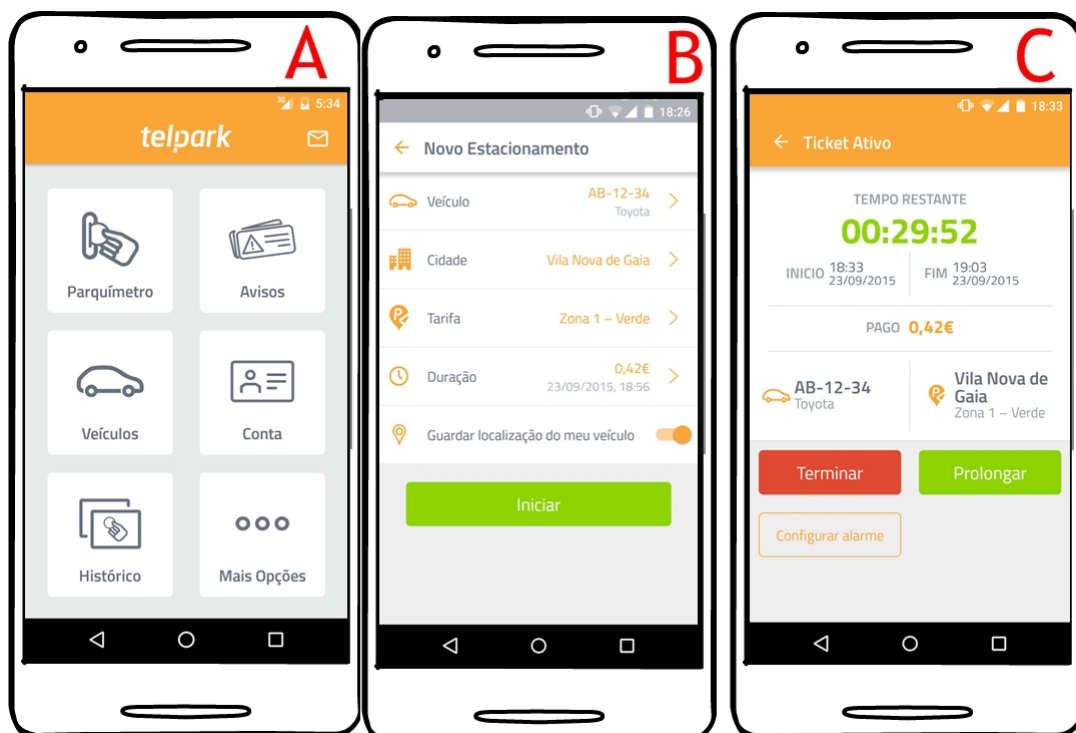 A
3G 5:34
telpark
Parquímetro
Avisos
Veículos
Conta
Histórico
Mais Opções
B
18:26
Novo Estacionamento
Veículo
AB-12-34
Toyota
Cidade
Vila Nova de Gaia
Tarifa
Zona 1 – Verde
Duração
0,42€
23/09/2015, 18:56
Guardar localização do meu veículo
Iniciar
C
18:33
Ticket Ativo
TEMPO RESTANTE
00:29:52
INICIO 18:33
23/09/2015
FIM 19:03
23/09/2015
PAGO 0,42€
AB-12-34
Toyota
Vila Nova de
Gaia
Zona 1 – Verde
Terminar
Prolongar
Configurar alarme